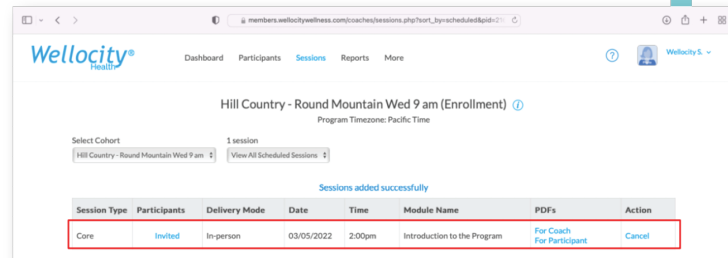 members.wellocitywellness.com/coaches/sessions.php?sort_by=scheduled&pid=2%
Wellocity®
Health
Dashboard Participants Sessions Reports More
? Wellocity S.
Hill Country - Round Mountain Wed 9 am (Enrollment) i
Program Timezone: Pacific Time
Select Cohort 1 session
Hill Country - Round Mountain Wed 9 am View All Scheduled Sessions
Sessions added successfully
Session Type Participants Delivery Mode Date Time Module Name PDFs Action
Core Invited In-person 03/05/2022 2:00pm Introduction to the Program For Coach Cancel
For Participant